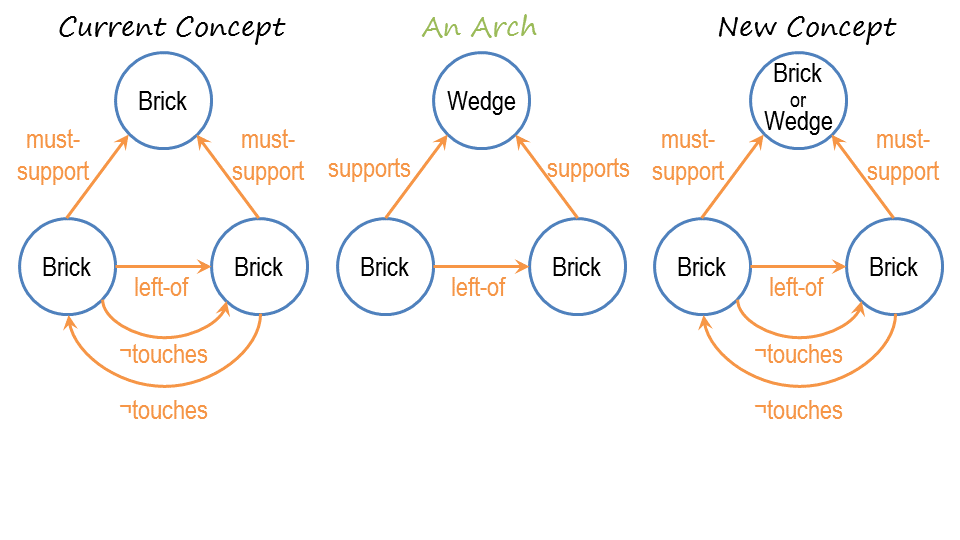 Current Concept
Brick
must-
support
must-
support
Brick
left-of
Brick
¬touches
¬touches
An Arch
Wedge
supports
supports
Brick
left-of
Brick
New Concept
Brick
or
Wedge
must-
support
must-
support
Brick
left-of
Brick
¬touches
¬touches